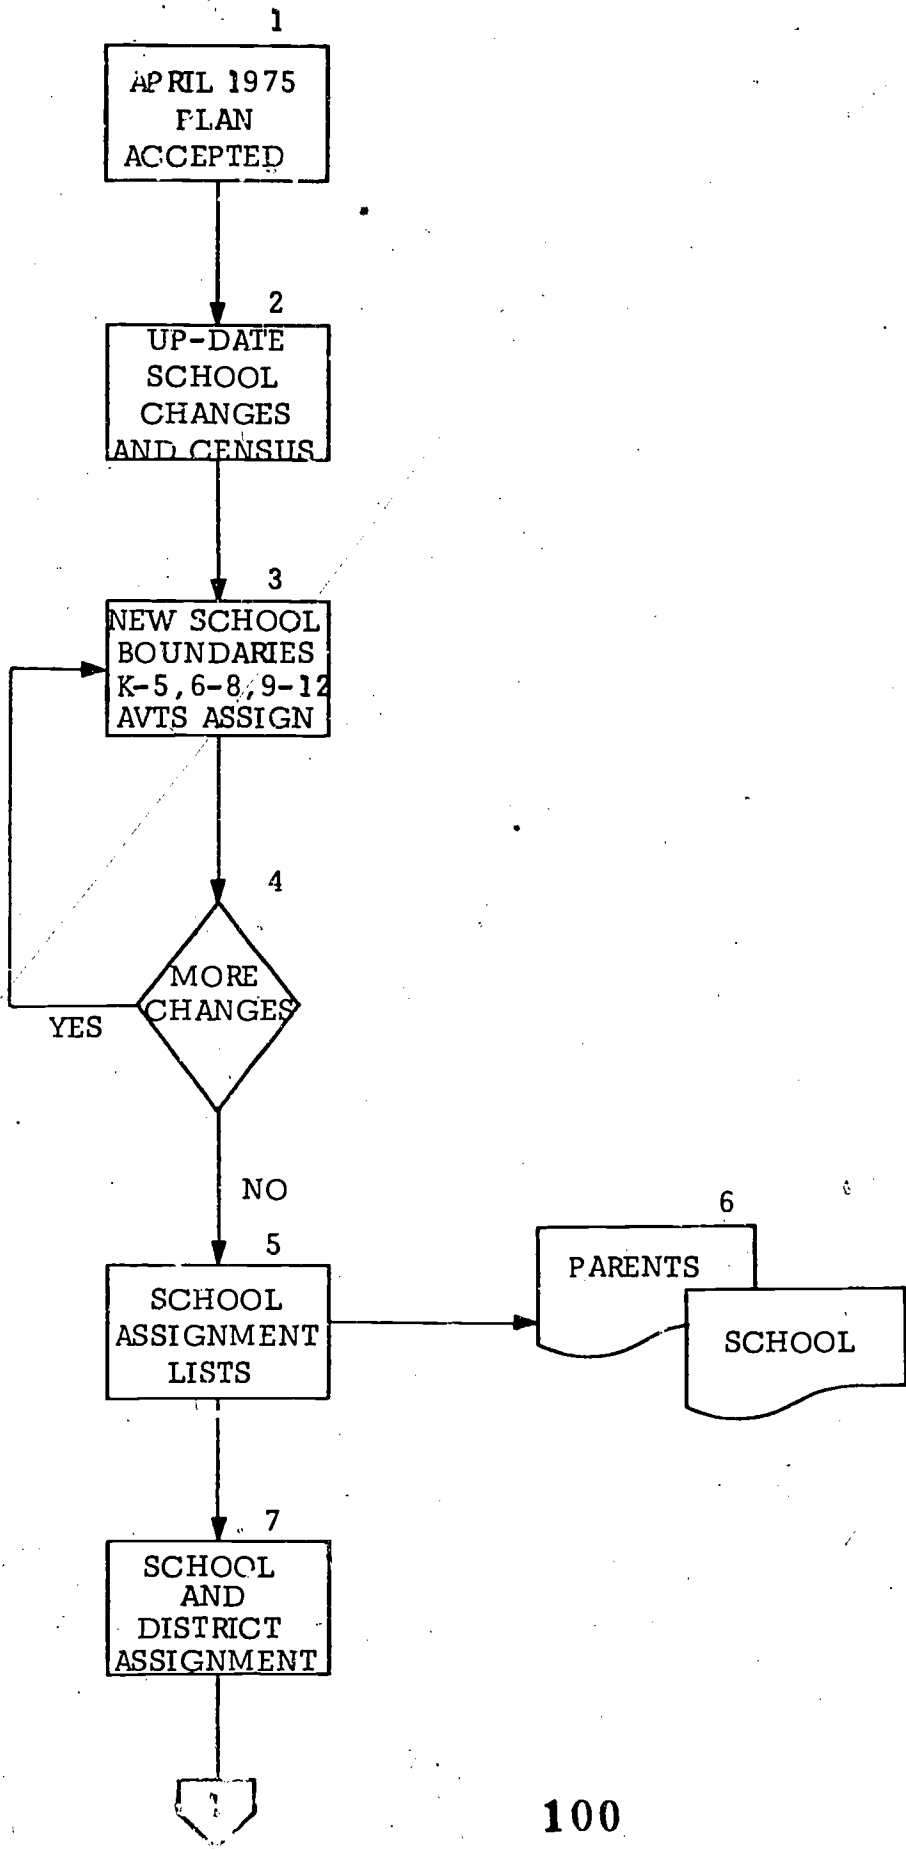 1
APRIL 1975
PLAN
ACCEPTED
2
UP-DATE
SCHOOL
CHANGES
AND CENSUS
3
NEW SCHOOL
BOUNDARIES
K-5,6-8,9-12
AVTS ASSIGN
4
MORE
CHANGES
YES
NO
5
SCHOOL
ASSIGNMENT
LISTS
6
PARENTS
SCHOOL
7
SCHOOL
AND
DISTRICT
ASSIGNMENT
1
100